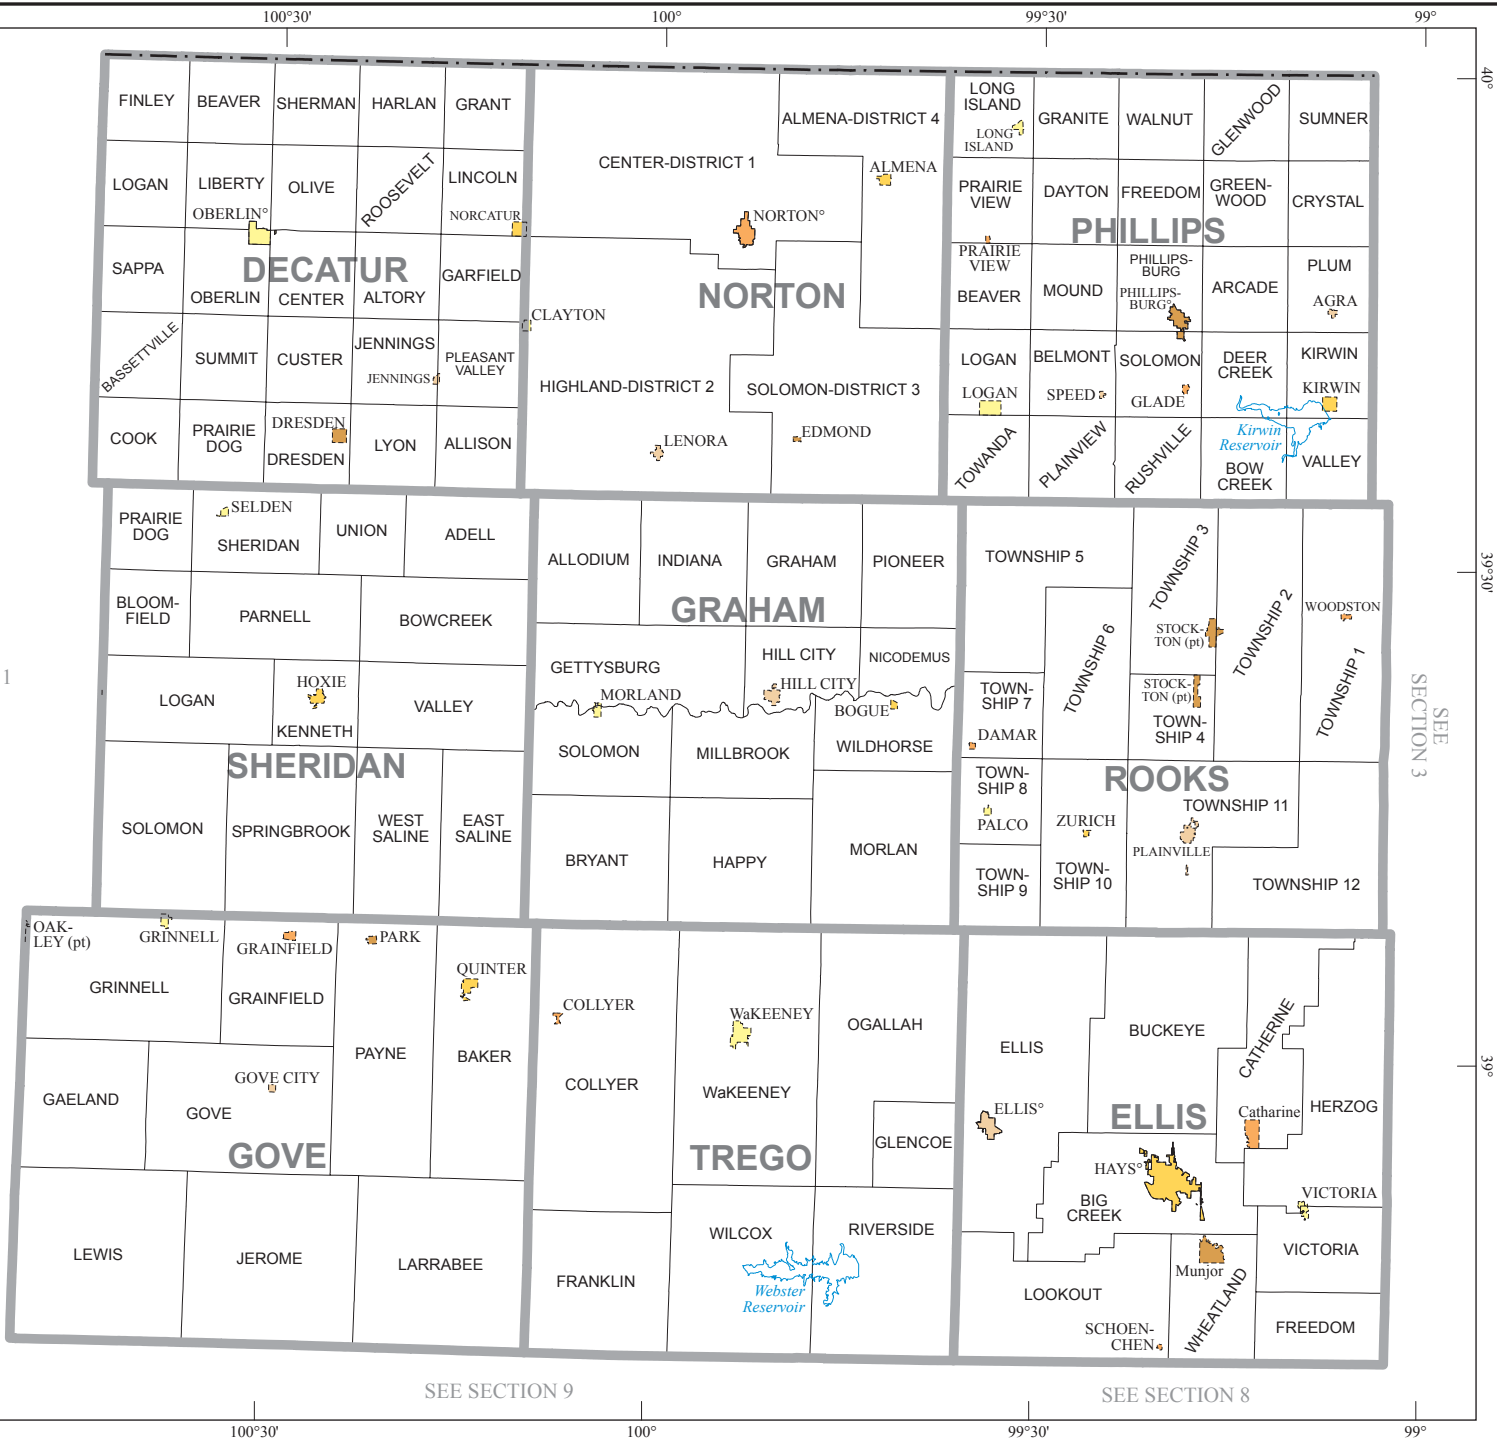 100°30'
100°
99°30'
99°
40°
39°30'
39°
FINLEY
BEAVER
SHERMAN
HARLAN
GRANT
LOGAN
LIBERTY
OLIVE
ROOSEVELT
LINCOLN
OBERLIN°
NORCATUR
SAPPA
DECATUR
OBERLIN
CENTER
ALTORY
GARFIELD
BASSETTVILLE
SUMMIT
CUSTER
JENNINGS
JENNINGS
PLEASANT
VALLEY
COOK
PRAIRIE
DOG
DRESDEN
DRESDEN
LYON
ALLISON
CENTER-DISTRICT 1
ALMENA-DISTRICT 4
ALMENA
NORTON°
NORTON
CLAYTON
HIGHLAND-DISTRICT 2
SOLOMON-DISTRICT 3
LENORA
EDMOND
LONG
ISLAND
LONG
ISLAND
GRANITE
WALNUT
GLENWOOD
SUMNER
PRAIRIE
VIEW
DAYTON
FREEDOM
GREEN-
WOOD
CRYSTAL
PHILLIPS
PRAIRIE
VIEW
BEAVER
MOUND
PHILLIPS-
BURG
PHILLIPS-
BURG°
ARCADE
PLUM
AGRA
LOGAN
LOGAN
BELMONT
SPEED
SOLOMON
GLADE
DEER
CREEK
KIRWIN
KIRWIN
Kirwin
Reservoir
TOWANDA
PLAINVIEW
RUSHVILLE
BOW
CREEK
VALLEY
PRAIRIE
DOG
SELDEN
SHERIDAN
UNION
ADELL
BLOOM-
FIELD
PARNELL
BOWCREEK
LOGAN
HOXIE
KENNETH
VALLEY
SHERIDAN
SOLOMON
SPRINGBROOK
WEST
SALINE
EAST
SALINE
ALLODIUM
INDIANA
GRAHAM
PIONEER
GRAHAM
GETTYSBURG
MORLAND
HILL CITY
HILL CITY
NICODEMUS
BOGUE
SOLOMON
MILLBROOK
WILDHORSE
BRYANT
HAPPY
MORLAN
TOWNSHIP 5
TOWNSHIP 3
TOWNSHIP 2
WOODSTON
TOWNSHIP 6
STOCK-
TON (pt)
STOCK-
TON (pt)
TOWNSHIP 1
TOWN-
SHIP 7
DAMAR
TOWN-
SHIP 4
TOWN-
SHIP 8
PALCO
ROOKS
ZURICH
TOWNSHIP 11
PLAINVILLE
TOWN-
SHIP 9
TOWN-
SHIP 10
TOWNSHIP 12
OAK-
LEY (pt)
GRINNELL
GRINNELL
GRAINFIELD
GRAINFIELD
PARK
QUINTER
PAYNE
BAKER
GAELAND
GOVE CITY
GOVE
GOVE
LEWIS
JEROME
LARRABEE
COLLYER
COLLYER
WaKEENEY
WaKEENEY
OGALLAH
GLENCOE
TREGO
WILCOX
RIVERSIDE
FRANKLIN
Webster
Reservoir
ELLIS
BUCKEYE
CATHERINE
ELLIS°
ELLIS
Catharine
HERZOG
HAYS°
BIG
CREEK
VICTORIA
VICTORIA
Munjor
LOOKOUT
SCHOEN-
CHEN
WHEATLAND
FREEDOM
1
SEE
SECTION 3
SEE SECTION 9
SEE SECTION 8
100°30'
100°
99°30'
99°